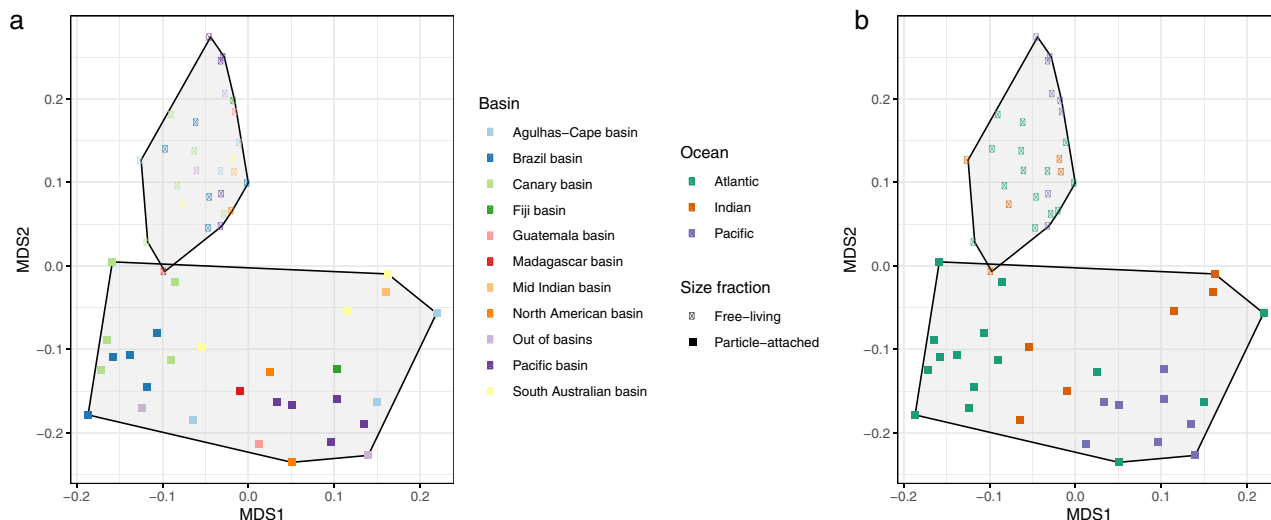 a
b
MDS2
0.2
0.1
0.0
−0.1
−0.2
−0.2
−0.1
0.0
0.1
0.2
MDS1
Basin
Agulhas−Cape basin
Brazil basin
Canary basin
Fiji basin
Guatemala basin
Madagascar basin
Mid Indian basin
North American basin
Out of basins
Pacific basin
South Australian basin
Ocean
Atlantic
Indian
Pacific
Size fraction
Free−living
Particle−attached
MDS2
0.2
0.1
0.0
−0.1
−0.2
−0.2
−0.1
0.0
0.1
0.2
MDS1